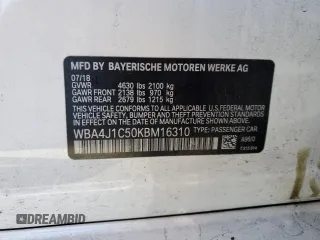 MFD. BY BAYERISCHE MOTOREN WERKE AG
07/18
GVWR 4630 lbs 2100 kg
GAWR FRONT 2138 lbs 970 kg
GAWR REAR 2679 lbs 1215 kg
THIS VEHICLE CONFORMS TO ALL APPLICABLE
U.S. FEDERAL MOTOR VEHICLE SAFETY, BUMPER
AND THEFT PREVENTION STANDARDS IN EFFECT
ON THE DATE OF MANUFACTURE SHOWN ABOVE.
WBA4J1C50KBM16310
TYPE: PASSENGER CAR
DREAMBID